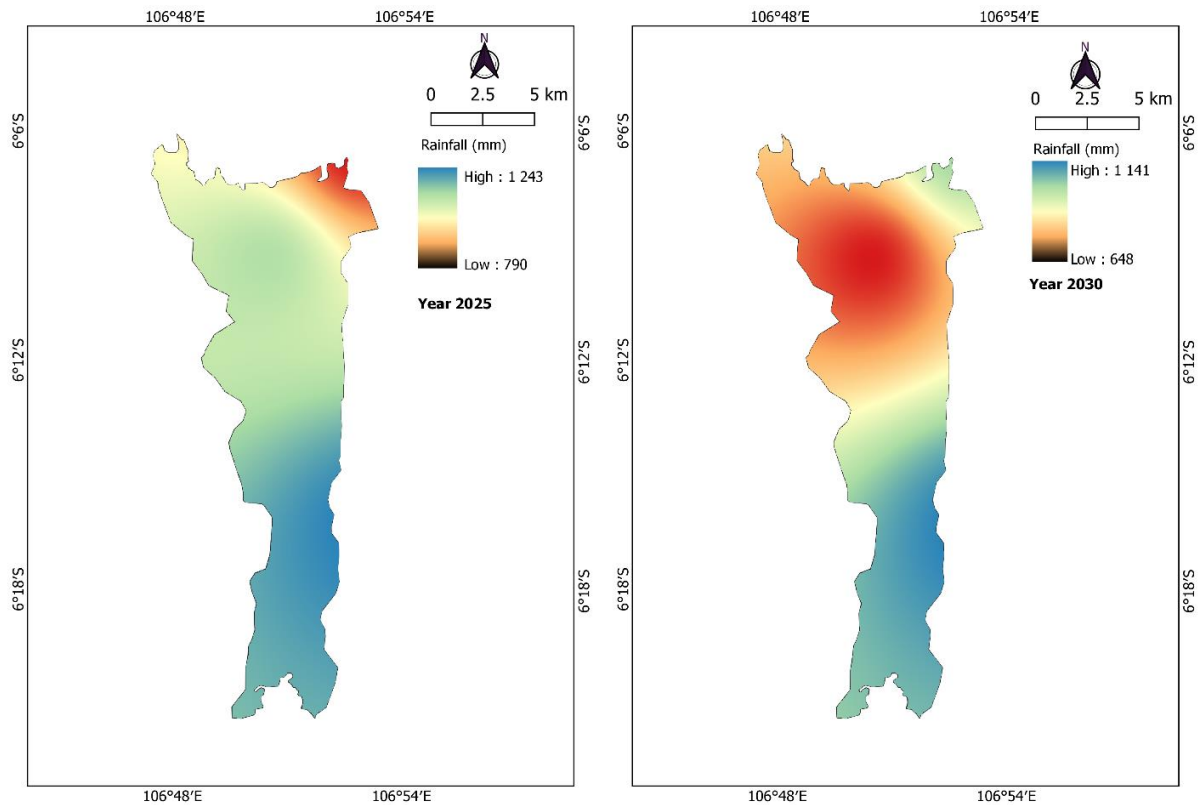 106°48'E 106°54'E
N
0 2.5 5 km
Rainfall (mm)
High : 1 243
Low : 790
Year 2025
6°6'S
6°12'S
6°18'S
6°6'S
6°12'S
6°18'S
106°48'E 106°54'E
106°48'E 106°54'E
N
0 2.5 5 km
Rainfall (mm)
High : 1 141
Low : 648
Year 2030
6°6'S
6°12'S
6°18'S
6°6'S
6°12'S
6°18'S
106°48'E 106°54'E